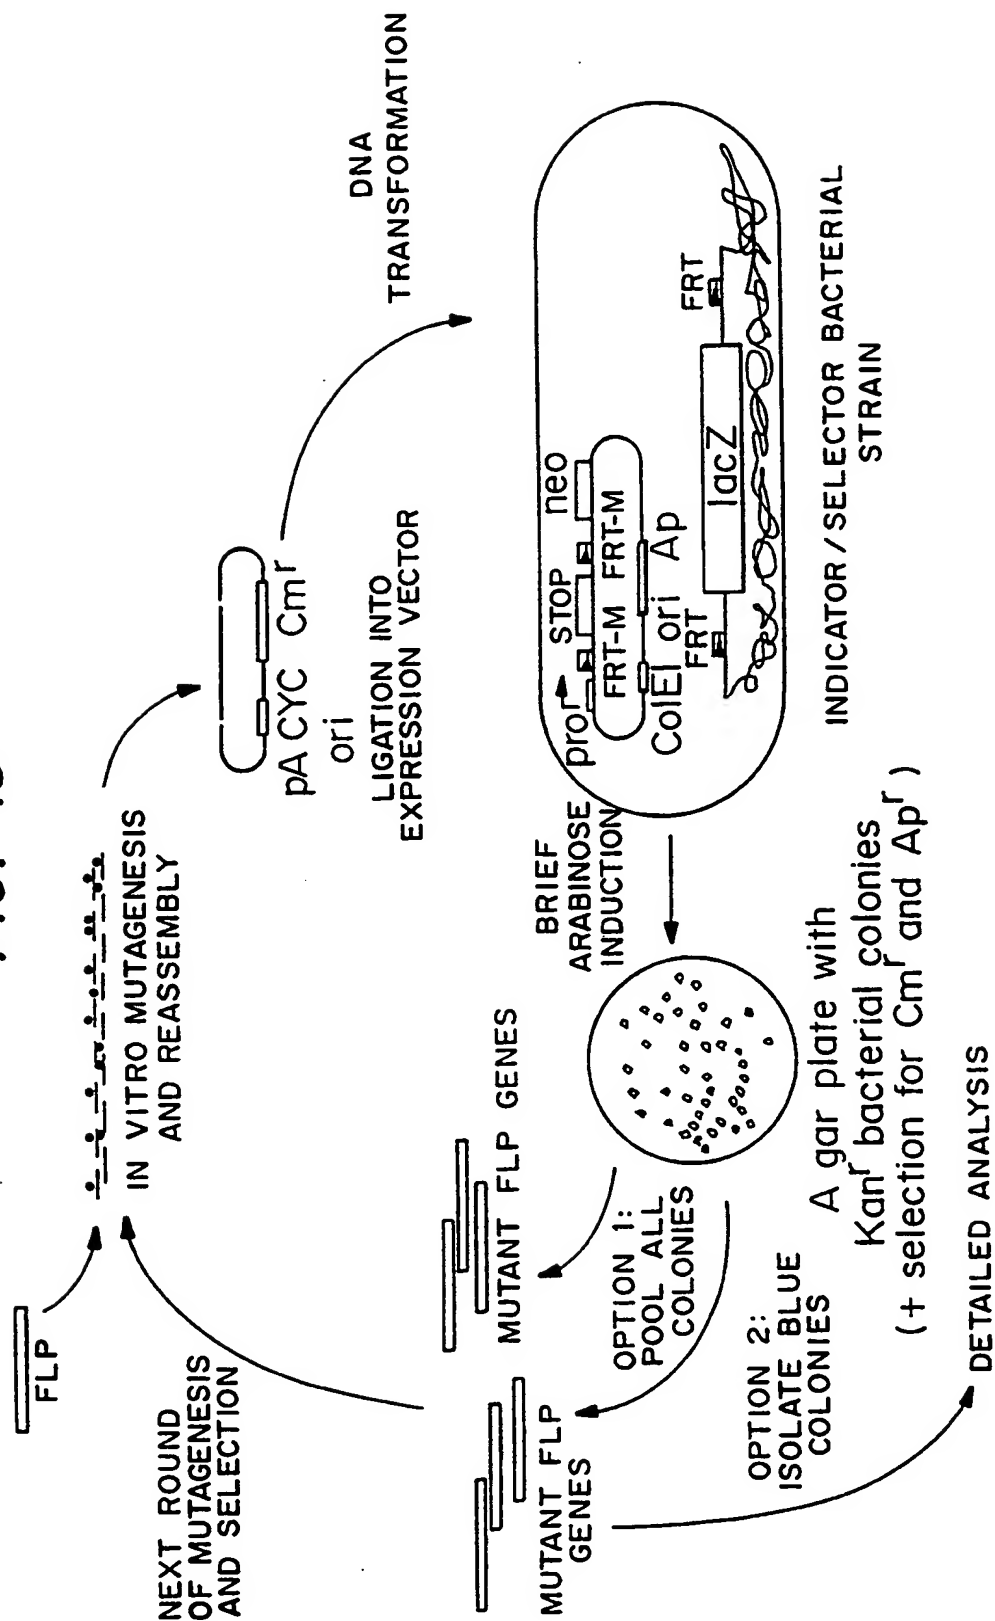 FLP
IN VITRO MUTAGENESIS
AND REASSEMBLY
NEXT ROUND
OF MUTAGENESIS
AND SELECTION
pACYC Cmr
ori
LIGATION INTO
EXPRESSION VECTOR
DNA
TRANSFORMATION
MUTANT FLP
GENES
MUTANT FLP GENES
OPTION 1:
POOL ALL
COLONIES
OPTION 2:
ISOLATE BLUE
COLONIES
BRIEF
ARABINOSE
INDUCTION
pro STOP neo
FRT-M FRT-M
ColEI ori Ap
FRT
lacZ
FRT
INDICATOR/SELECTOR BACTERIAL
STRAIN
A gar plate with
Kanr bacterial colonies
(+ selection for Cmr and Apr)
DETAILED ANALYSIS